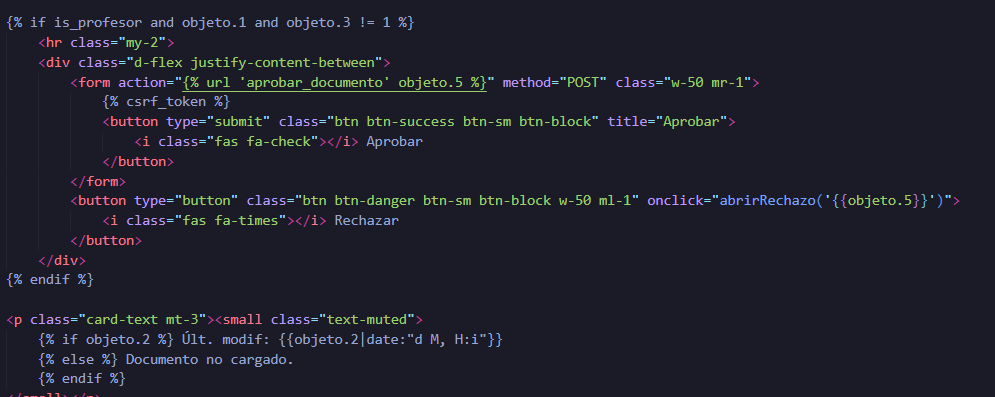 {% if is_profesor and objeto.1 and objeto.3 != 1 %}
<hr class="my-2">
<div class="d-flex justify-content-between">
<form action="{% url 'aprobar_documento' objeto.5 %}" method="POST" class="w-50 mr-1">
{% csrf_token %}
<button type="submit" class="btn btn-success btn-sm btn-block" title="Aprobar">
<i class="fas fa-check"></i> Aprobar
</button>
</form>
<button type="button" class="btn btn-danger btn-sm btn-block w-50 ml-1" onclick="abrirRechazo('{{objeto.5}}')">
<i class="fas fa-times"></i> Rechazar
</button>
</div>
{% endif %}
<p class="card-text mt-3"><small class="text-muted">
{% if objeto.2 %} Últ. modif: {{objeto.2|date:"d M, H:i"}}
{% else %} Documento no cargado.
{% endif %}